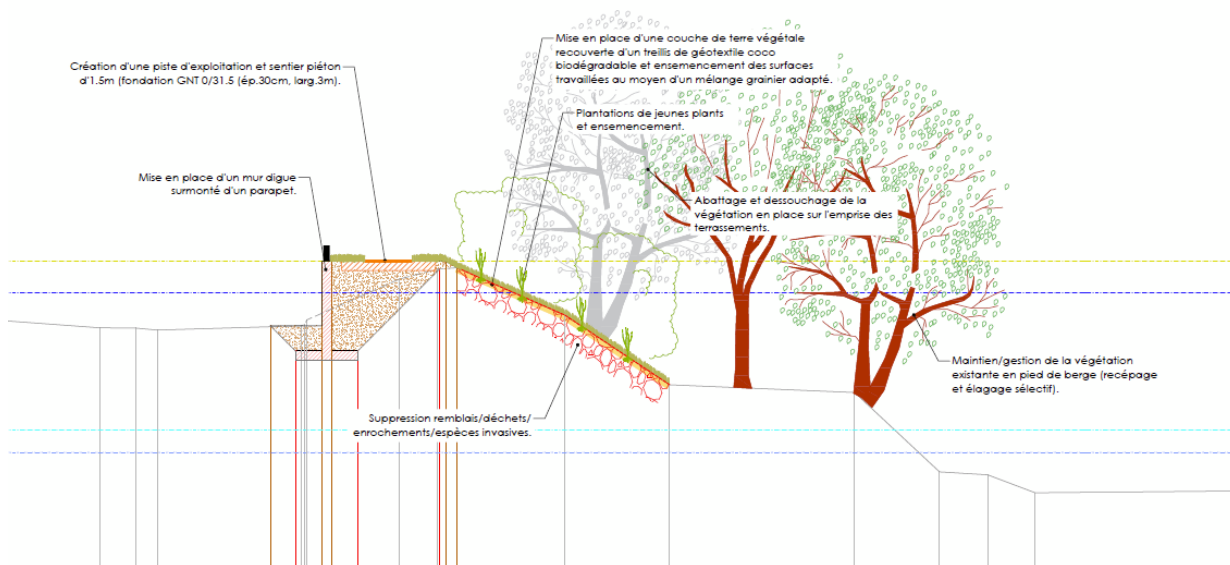 Mise en place d'une couche de terre végétale
recouverte d'un treillis de géotextile coco
biodégradable et ensemencement des surfaces
travaillées au moyen d'un mélange grainier adapté.
Création d'une piste d'exploitation et sentier piéton
d'1.5m (fondation GNT 0/31.5 (ép.30cm, larg.3m).
Plantations de jeunes plants
et ensemencement.
Mise en place d'un mur digue
surmonté d'un parapet.
Abattage et dessouchage de la
végétation en place sur l'emprise des
terrassements.
Maintien/gestion de la végétation
existante en pied de berge (recépage
et élagage sélectif).
Suppression remblais/déchets/
enrochements/espèces invasives.